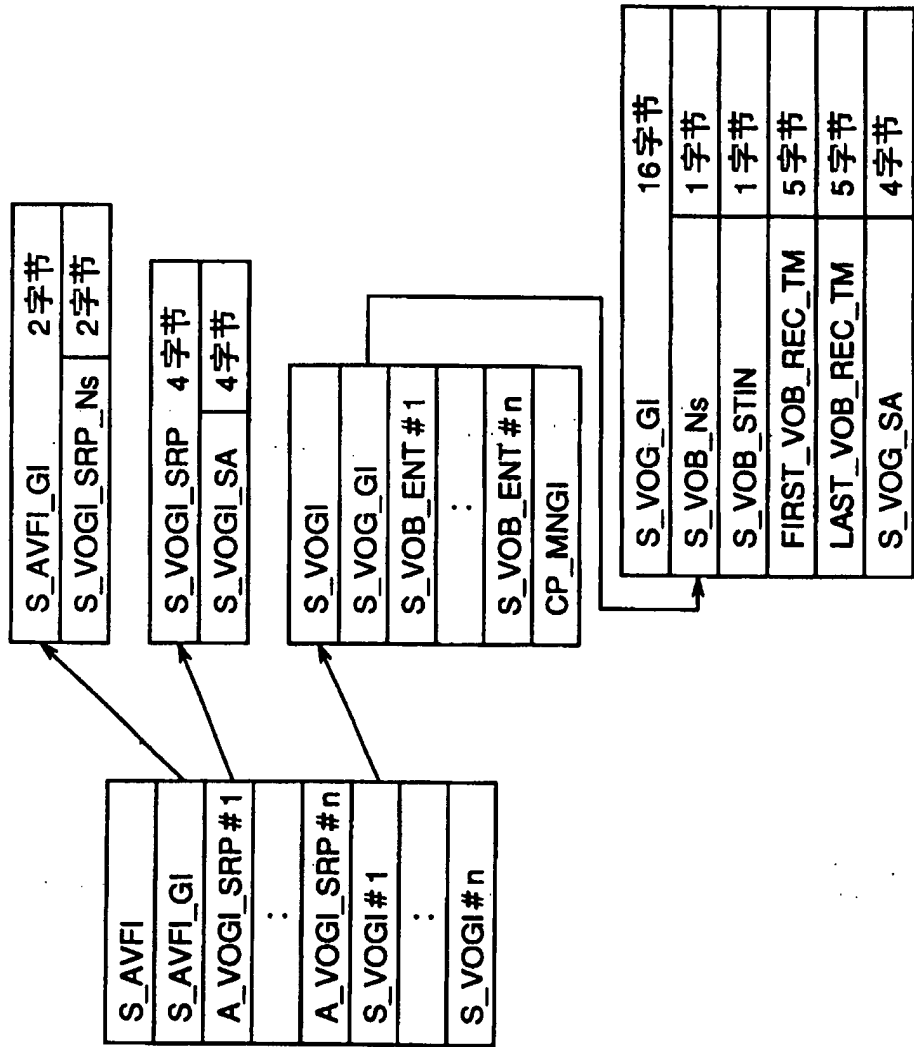 S_AVFI
S_AVFI_GI
A_VOGI_SRP#1
:
A_VOGI_SRP#n
S_VOGI#1
:
S_VOGI#n
S_AVFI_GI 2字节
S_VOGI_SRP_Ns 2字节
S_VOGI_SRP 4字节
S_VOGI_SA 4字节
S_VOGI
S_VOG_GI
S_VOB_ENT#1
:
S_VOB_ENT#n
CP_MNGI
S_VOG_GI 16字节
S_VOB_Ns 1字节
S_VOB_STIN 1字节
FIRST_VOB_REC_TM 5字节
LAST_VOB_REC_TM 5字节
S_VOG_SA 4字节